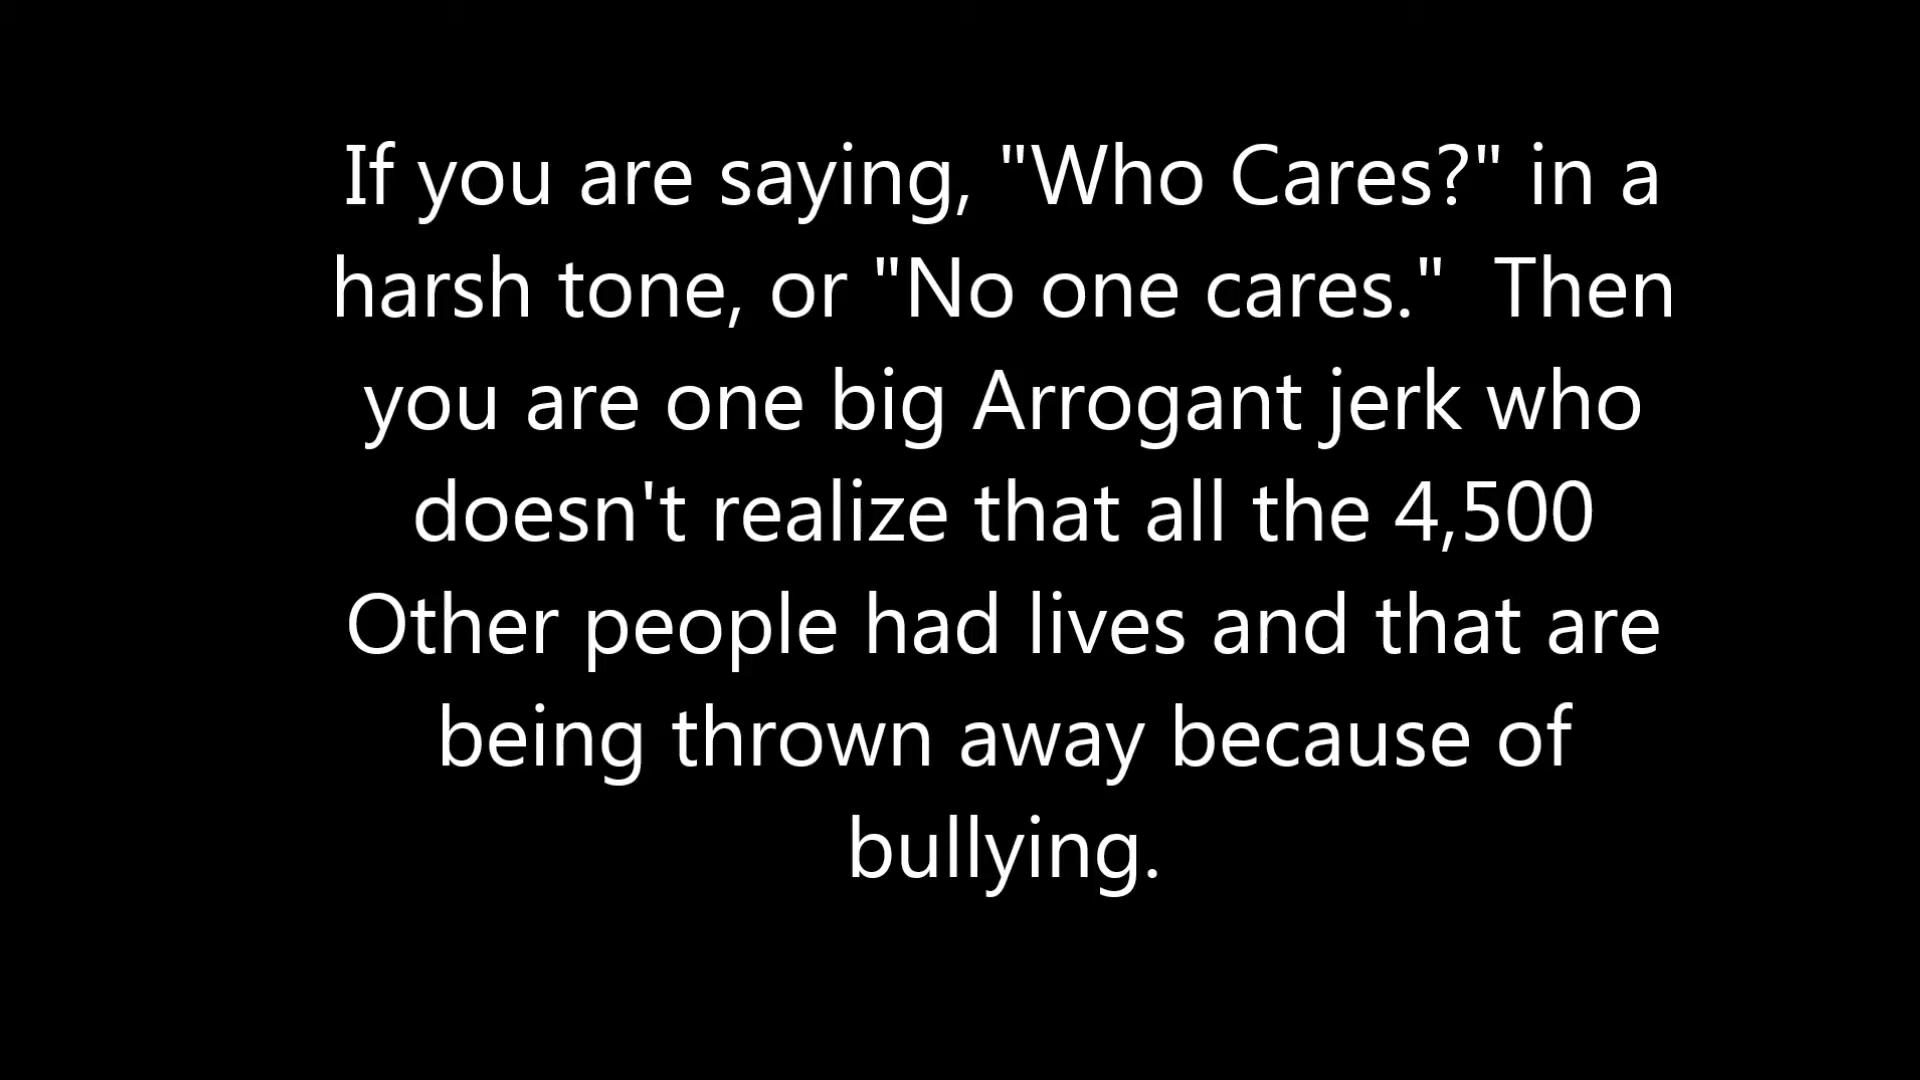 If you are saying, "Who Cares?" in a
harsh tone, or "No one cares."  Then
you are one big Arrogant jerk who
doesn't realize that all the 4,500
Other people had lives and that are
being thrown away because of
bullying.